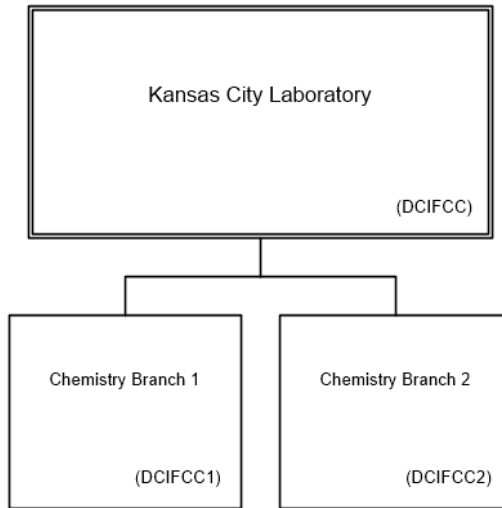 Kansas City Laboratory
(DCIFCC)
Chemistry Branch 1
(DCIFCC1)
Chemistry Branch 2
(DCIFCC2)